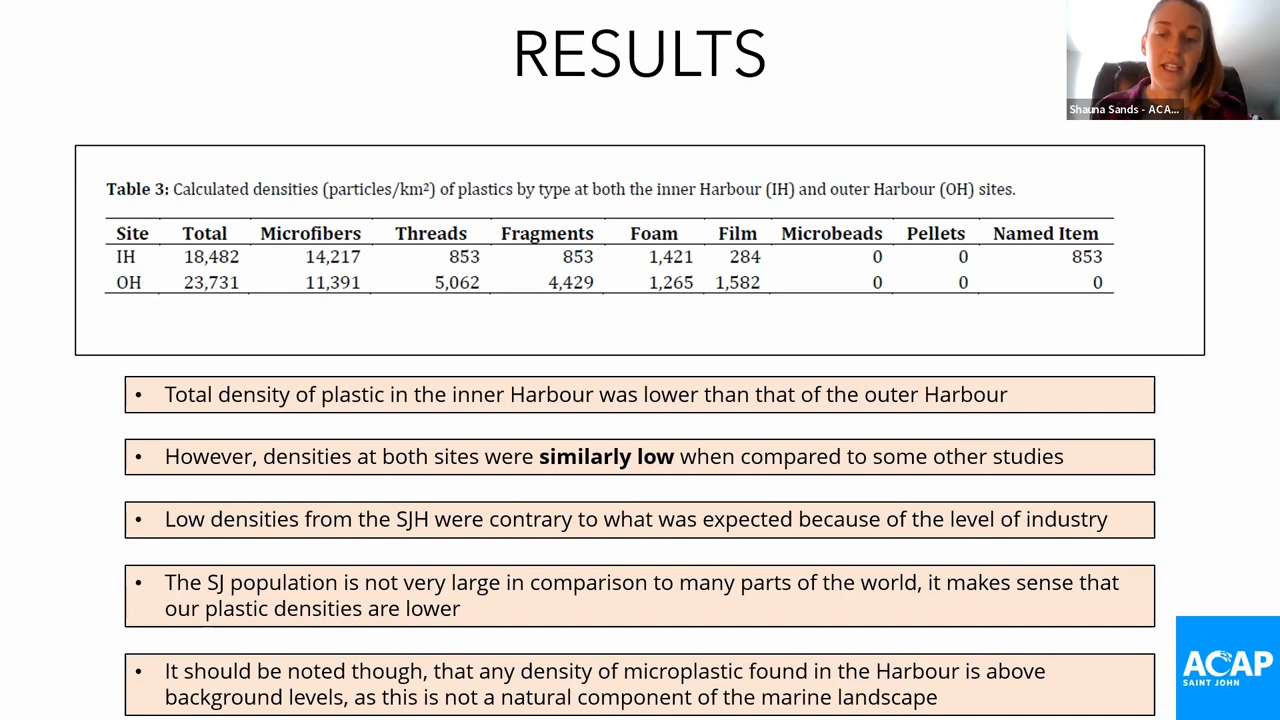 RESULTS
Shauna Sands - ACA...
Table 3: Calculated densities (particles/km²) of plastics by type at both the inner Harbour (IH) and outer Harbour (OH) sites.
Site Total Microfibers Threads Fragments Foam Film Microbeads Pellets Named Item
IH 18,482 14,217 853 853 1,421 284 0 0 853
OH 23,731 11,391 5,062 4,429 1,265 1,582 0 0 0
• Total density of plastic in the inner Harbour was lower than that of the outer Harbour
• However, densities at both sites were similarly low when compared to some other studies
• Low densities from the SJH were contrary to what was expected because of the level of industry
• The SJ population is not very large in comparison to many parts of the world, it makes sense that
our plastic densities are lower
• It should be noted though, that any density of microplastic found in the Harbour is above
background levels, as this is not a natural component of the marine landscape
ACAP
SAINT JOHN